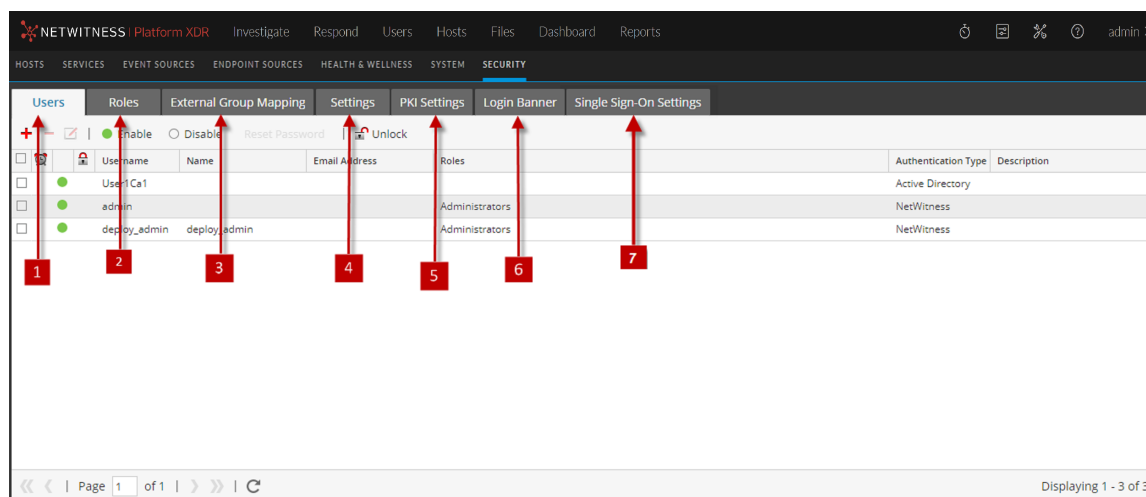 NETWITNESS | Platform XDR Investigate Respond Users Hosts Files Dashboard Reports admin
HOSTS SERVICES EVENT SOURCES ENDPOINT SOURCES HEALTH & WELLNESS SYSTEM SECURITY
Users Roles External Group Mapping Settings PKI Settings Login Banner Single Sign-On Settings
Enable Disable Reset Password Unlock
Username Name Email Address Roles Authentication Type Description
User1Ca1 Active Directory
admin Administrators NetWitness
deploy_admin deploy_admin Administrators NetWitness
1 2 3 4 5 6 7
Page 1 of 1 Displaying 1 - 3 of 3